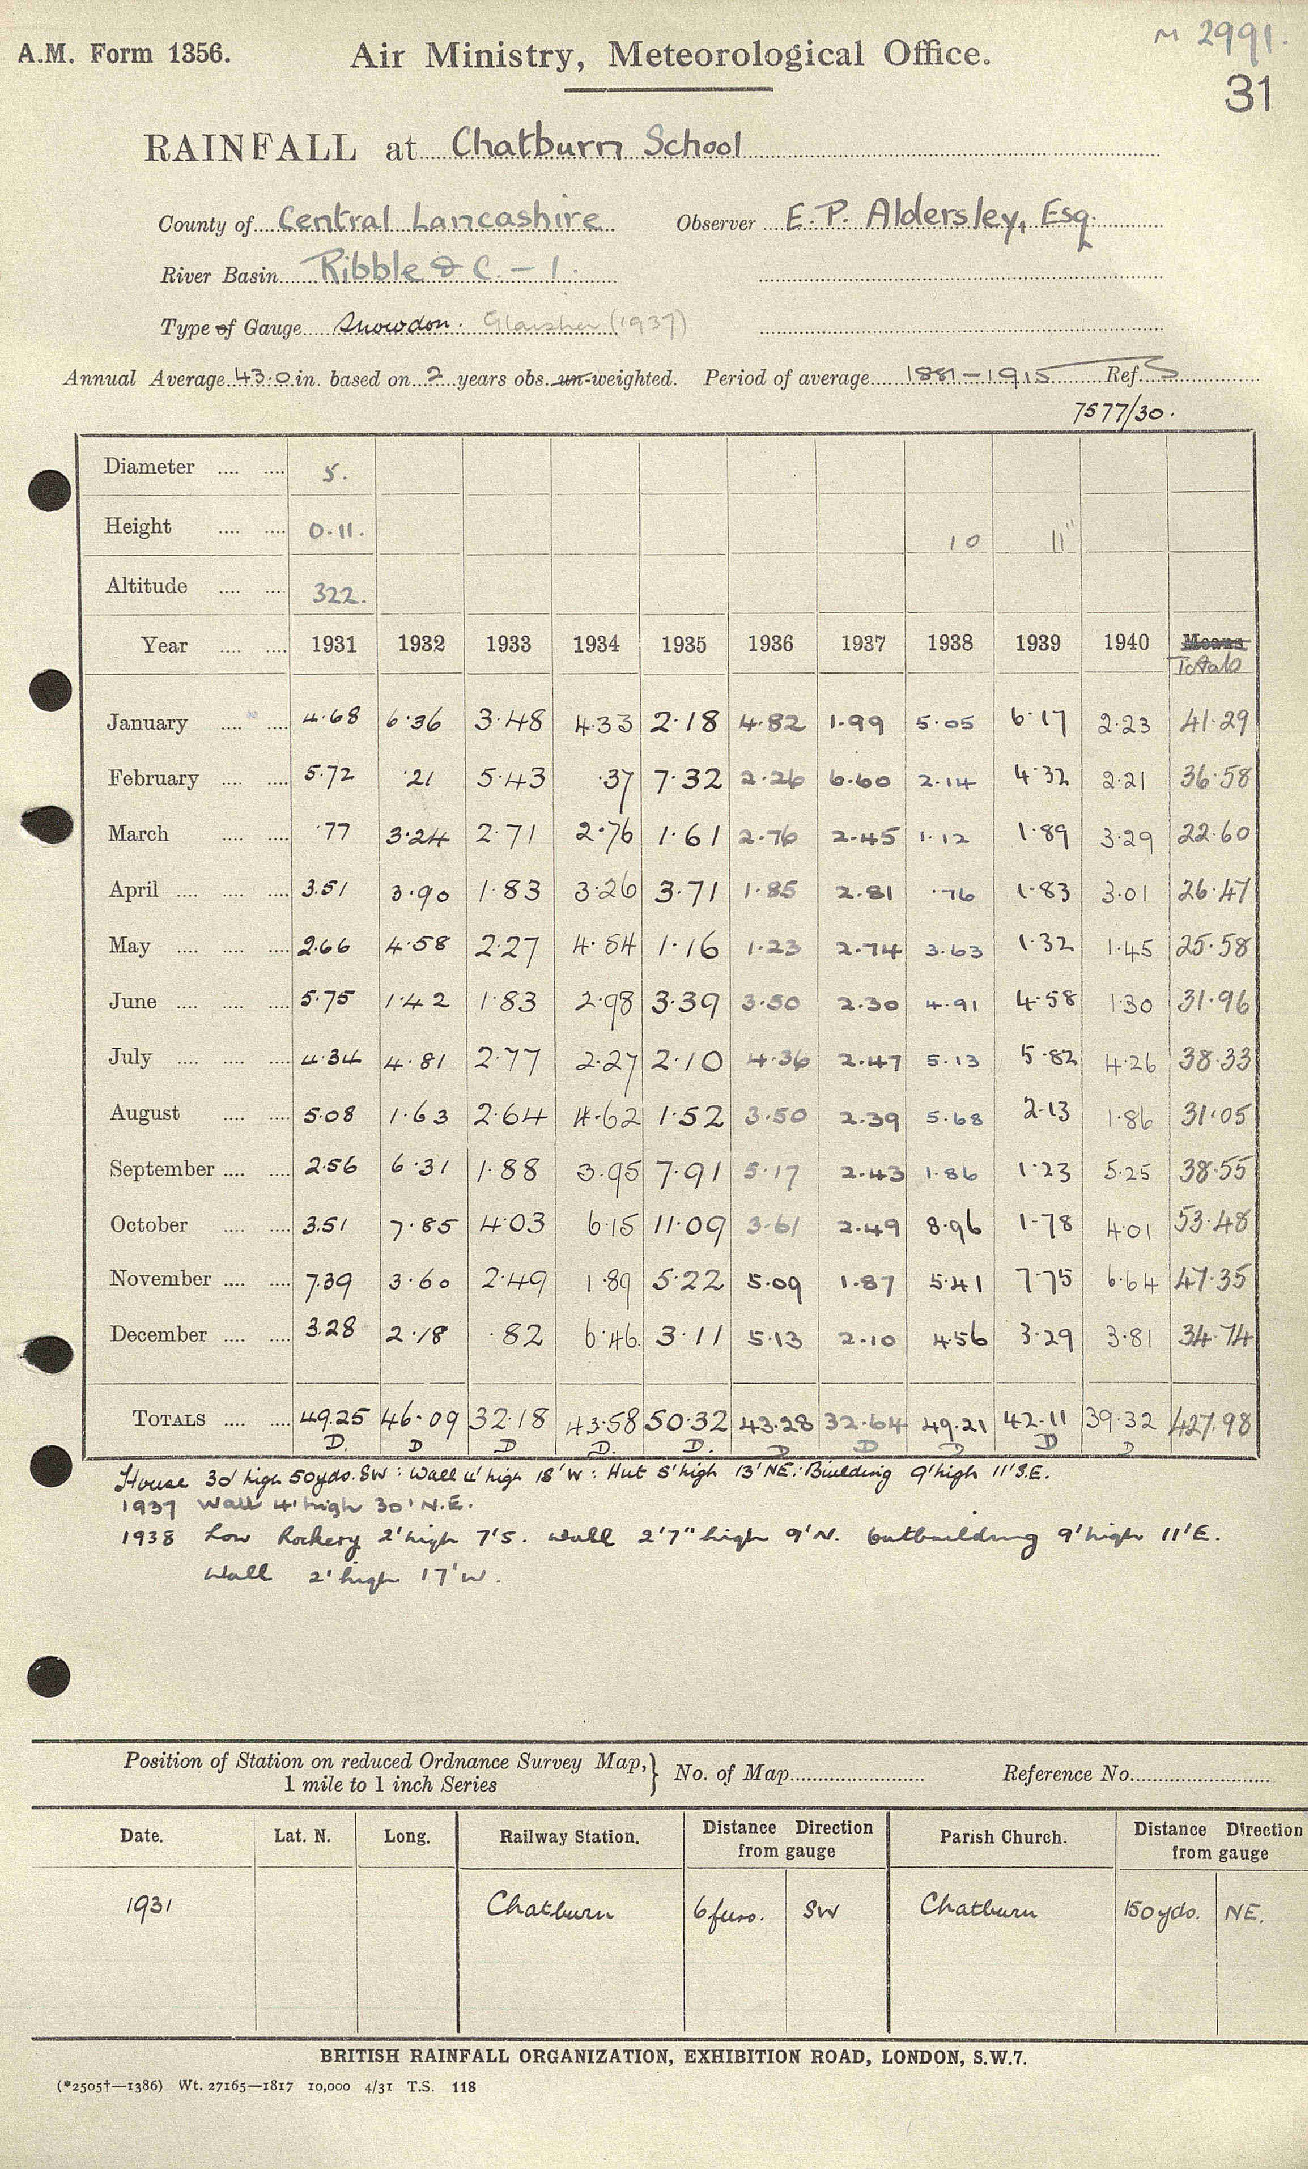 M 2991.
A.M. Form 1356. Air Ministry, Meteorological Office.
31
RAINFALL at Chatburn School
County of Central Lancashire Observer E. P. Aldersley, Esq.
River Basin Ribble & C. - 1.
Type of Gauge Snowdon. Glaisher (1937)
Annual Average 43.0 in. based on 2 years obs. un-weighted. Period of average 1881-1915 Ref. S
7577/30.
Diameter 5.
Height 0.11. 10 11"
Altitude 322.
Year 1931 1932 1933 1934 1935 1936 1937 1938 1939 1940 Means
Totals
January 4.68 6.36 3.48 4.33 2.18 4.82 1.99 5.05 6.17 2.23 41.29
February 5.72 .21 5.43 .37 7.32 2.26 6.60 2.14 4.32 2.21 36.58
March .77 3.24 2.71 2.76 1.61 2.76 2.45 1.12 1.89 3.29 22.60
April 3.51 3.90 1.83 3.26 3.71 1.85 2.81 .76 1.83 3.01 26.47
May 2.66 4.58 2.27 4.54 1.16 1.23 2.74 3.63 1.32 1.45 25.58
June 5.75 1.42 1.83 2.98 3.39 3.50 2.30 4.91 4.58 1.30 31.96
July 4.34 4.81 2.77 2.27 2.10 4.36 2.47 5.13 5.82 4.26 38.33
August 5.08 1.63 2.64 4.62 1.52 3.50 2.39 5.68 2.13 1.86 31.05
September 2.56 6.31 1.88 3.95 7.91 5.17 2.43 1.86 1.23 5.25 38.55
October 3.51 7.85 4.03 6.15 11.09 3.61 2.49 8.96 1.78 4.01 53.48
November 7.39 3.60 2.49 1.89 5.22 5.09 1.87 5.41 7.75 6.64 47.35
December 3.28 2.18 .82 6.46 3.11 5.13 2.10 4.56 3.29 3.81 34.74
TOTALS 49.25 46.09 32.18 43.58 50.32 43.28 32.64 49.21 42.11 39.32 427.98
D. D D D. D. D D D D D
House 30' high 50yds. SW: Wall 4' high 18' W: Hut 5' high 13' NE: Building 9' high 11' S.E.
1937 Wall 4' high 30' N.E.
1938 Low Rockery 2' high 7' S. Wall 2'7" high 9' N. Outbuilding 9' high 11' E.
Wall 2' high 17' W.
Position of Station on reduced Ordnance Survey Map, 1 mile to 1 inch Series } No. of Map Reference No.
Date. Lat. N. Long. Railway Station. Distance Direction from gauge Parish Church. Distance Direction from gauge
1931 Chatburn 6 furs. SW Chatburn 150 yds. NE.
BRITISH RAINFALL ORGANIZATION, EXHIBITION ROAD, LONDON, S.W.7.
(*2505†—1386) Wt. 27165—1817 10,000 4/31 T.S. 118